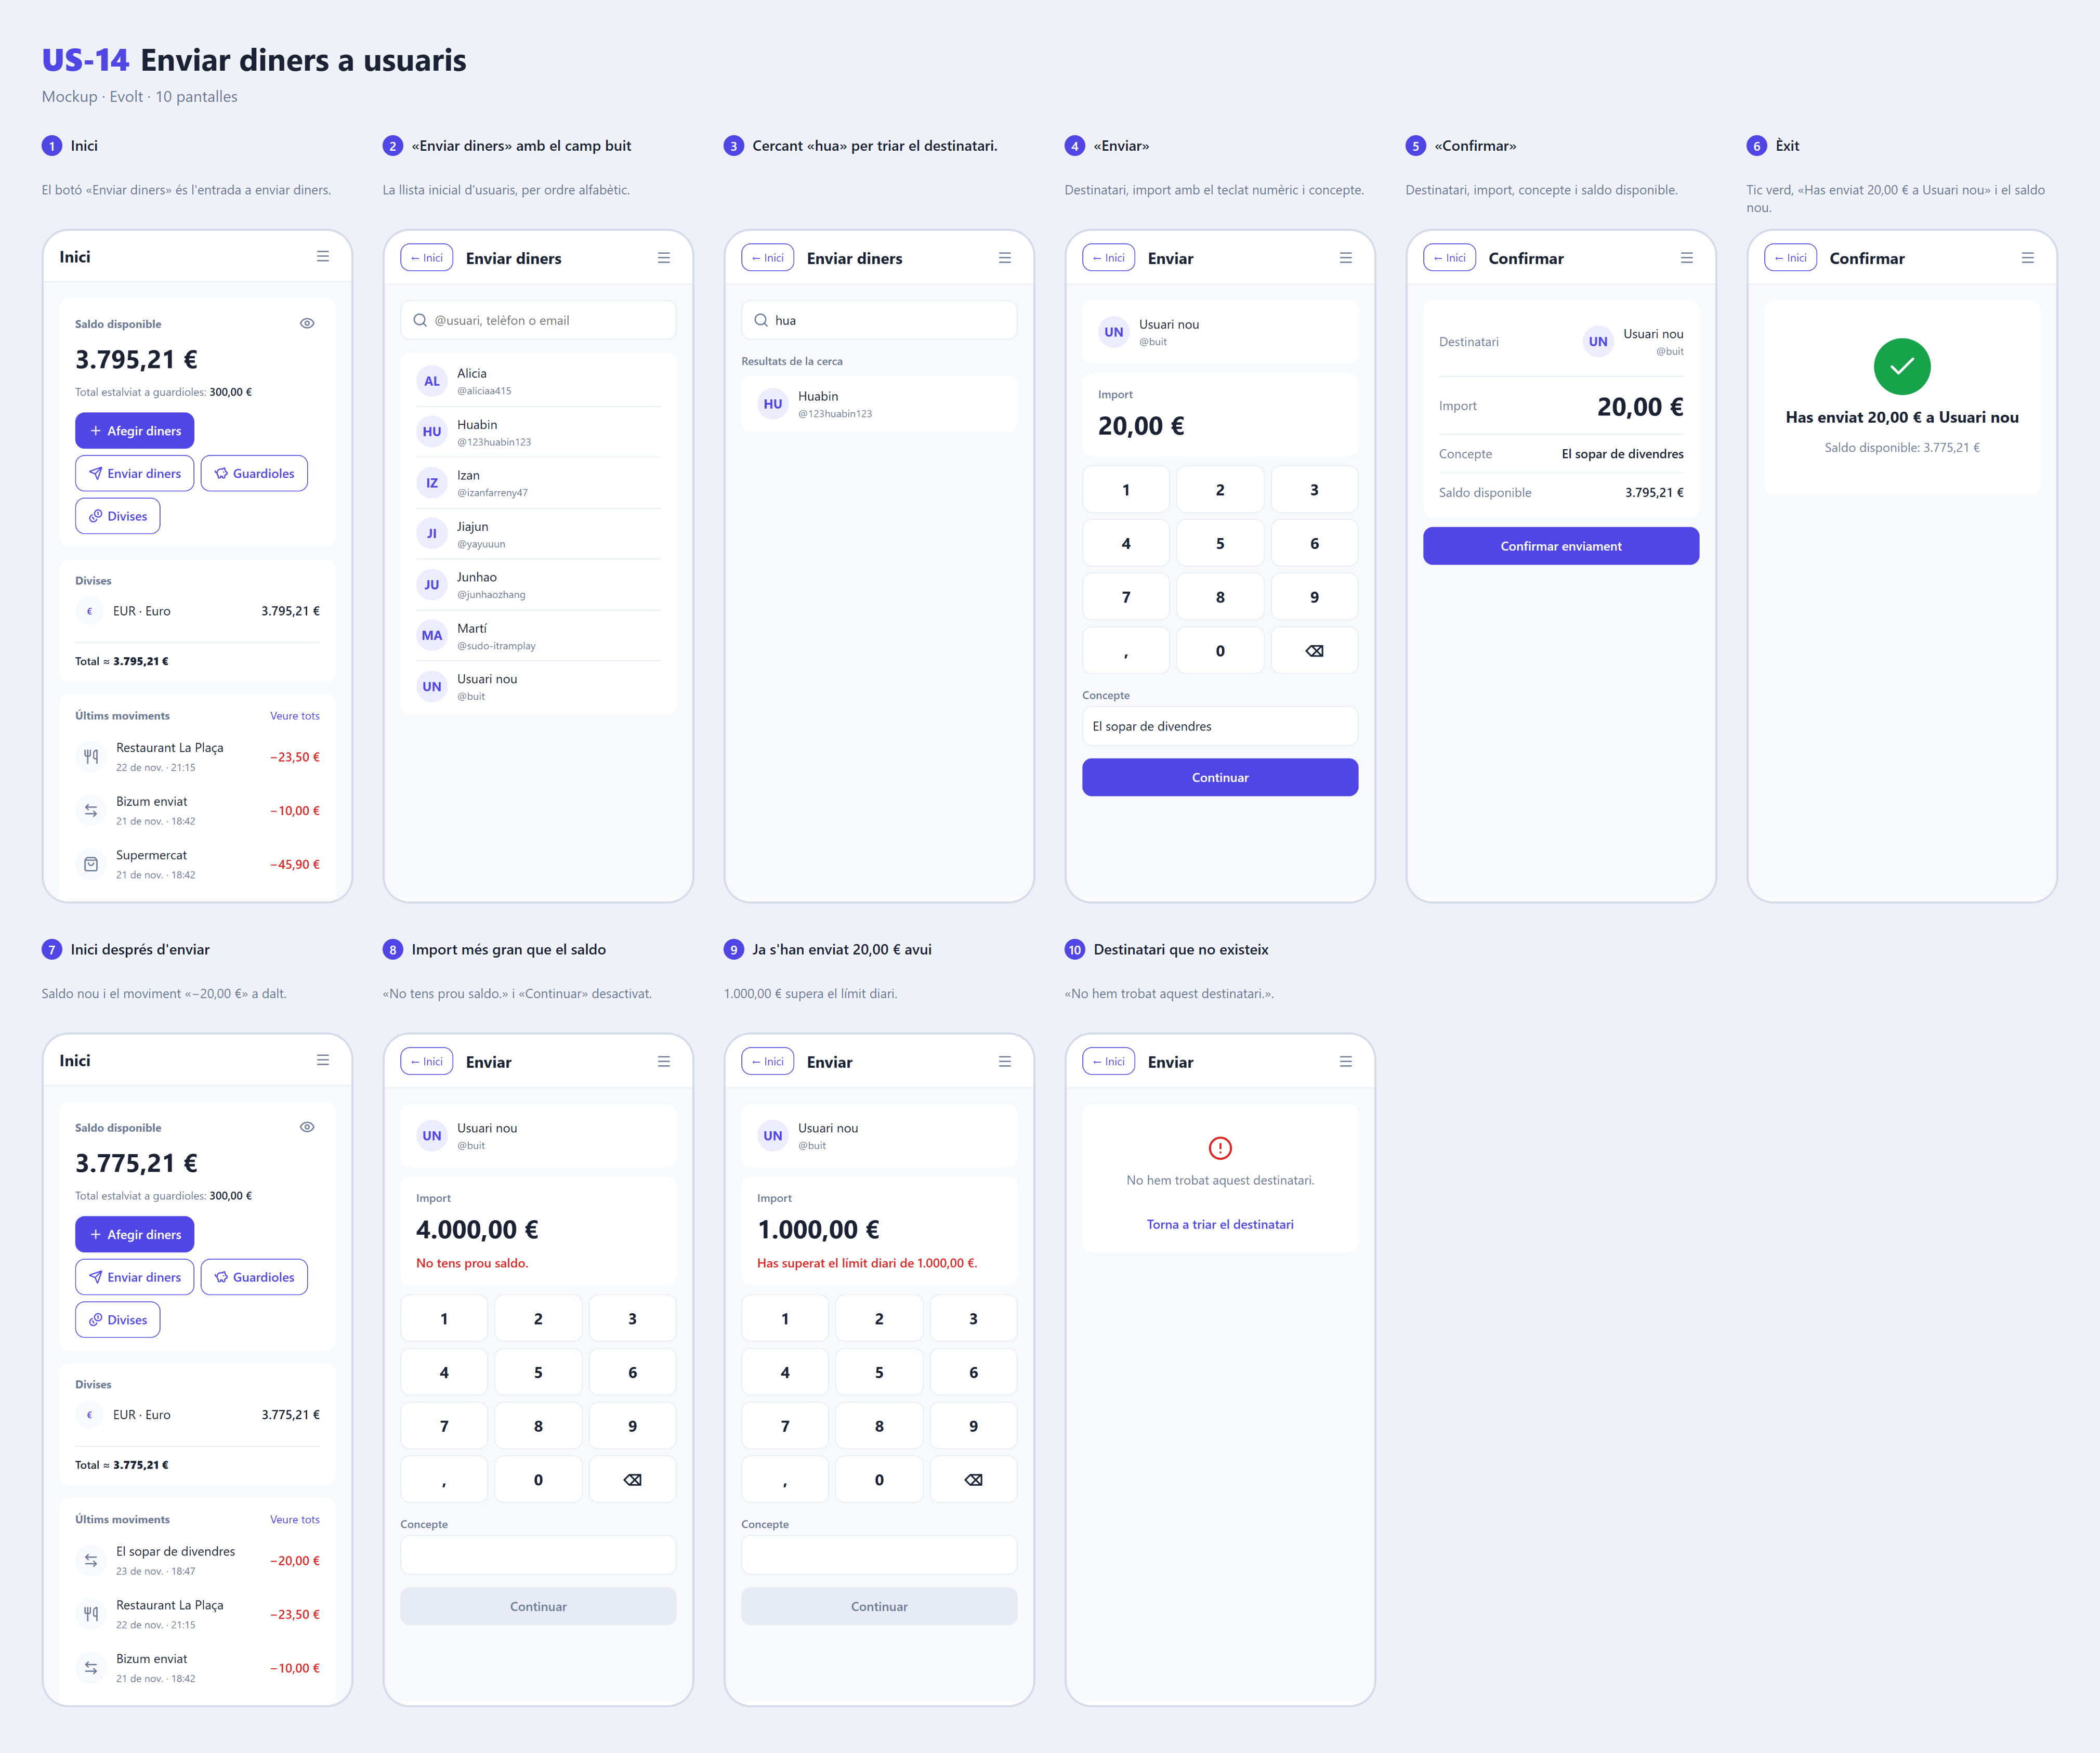 US-14 Enviar diners a usuaris
Mockup · Evolt · 10 pantalles
1 Inici
El botó «Enviar diners» és l'entrada a enviar diners.
Inici
Saldo disponible
3.795,21 €
Total estalviat a guardioles: 300,00 €
+ Afegir diners
Enviar diners
Guardioles
Divises
Divises
€ EUR · Euro 3.795,21 €
Total ≈ 3.795,21 €
Últims moviments Veure tots
Restaurant La Plaça
22 de nov. · 21:15
−23,50 €
Bizum enviat
21 de nov. · 18:42
−10,00 €
Supermercat
21 de nov. · 18:42
−45,90 €
2 «Enviar diners» amb el camp buit
La llista inicial d'usuaris, per ordre alfabètic.
← Inici Enviar diners
@usuari, telèfon o email
AL Alicia
@aliciaa415
HU Huabin
@123huabin123
IZ Izan
@izanfarreny47
JI Jiajun
@yayuuun
JU Junhao
@junhaozhang
MA Martí
@sudo-itramplay
UN Usuari nou
@buit
3 Cercant «hua» per triar el destinatari.
← Inici Enviar diners
hua
Resultats de la cerca
HU Huabin
@123huabin123
4 «Enviar»
Destinatari, import amb el teclat numèric i concepte.
← Inici Enviar
UN Usuari nou
@buit
Import
20,00 €
1 2 3
4 5 6
7 8 9
, 0 ⌫
Concepte
El sopar de divendres
Continuar
5 «Confirmar»
Destinatari, import, concepte i saldo disponible.
← Inici Confirmar
Destinatari UN Usuari nou
@buit
Import 20,00 €
Concepte El sopar de divendres
Saldo disponible 3.795,21 €
Confirmar enviament
6 Èxit
Tic verd, «Has enviat 20,00 € a Usuari nou» i el saldo
nou.
← Inici Confirmar
Has enviat 20,00 € a Usuari nou
Saldo disponible: 3.775,21 €
7 Inici després d'enviar
Saldo nou i el moviment «−20,00 €» a dalt.
Inici
Saldo disponible
3.775,21 €
Total estalviat a guardioles: 300,00 €
+ Afegir diners
Enviar diners
Guardioles
Divises
Divises
€ EUR · Euro 3.775,21 €
Total ≈ 3.775,21 €
Últims moviments Veure tots
El sopar de divendres
23 de nov. · 18:47
−20,00 €
Restaurant La Plaça
22 de nov. · 21:15
−23,50 €
Bizum enviat
21 de nov. · 18:42
−10,00 €
8 Import més gran que el saldo
«No tens prou saldo.» i «Continuar» desactivat.
← Inici Enviar
UN Usuari nou
@buit
Import
4.000,00 €
No tens prou saldo.
1 2 3
4 5 6
7 8 9
, 0 ⌫
Concepte
Continuar
9 Ja s'han enviat 20,00 € avui
1.000,00 € supera el límit diari.
← Inici Enviar
UN Usuari nou
@buit
Import
1.000,00 €
Has superat el límit diari de 1.000,00 €.
1 2 3
4 5 6
7 8 9
, 0 ⌫
Concepte
Continuar
10 Destinatari que no existeix
«No hem trobat aquest destinatari.».
← Inici Enviar
No hem trobat aquest destinatari.
Torna a triar el destinatari